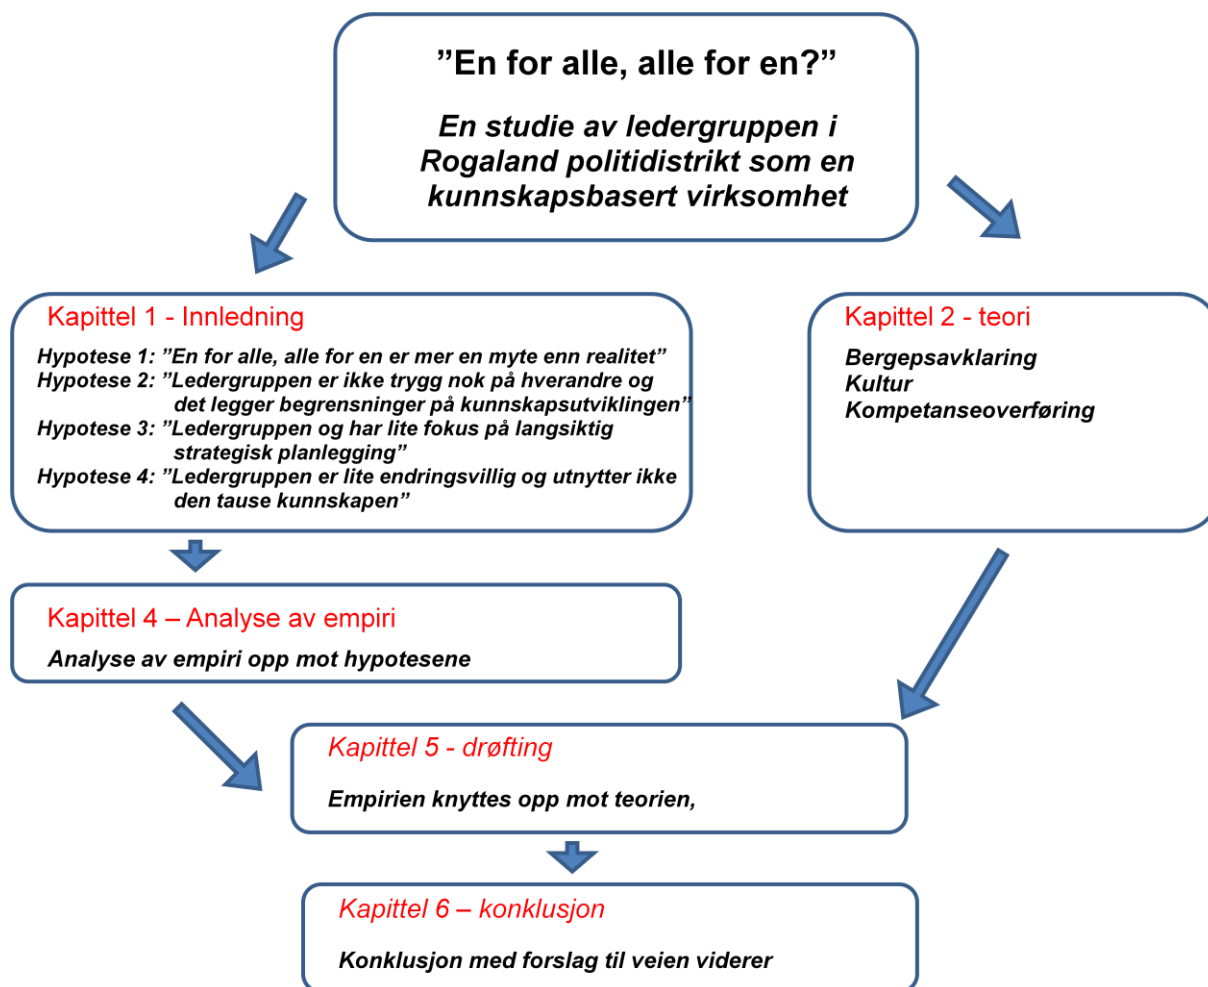 ”En for alle, alle for en?”
En studie av ledergruppen i
Rogaland politidistrikt som en
kunnskapsbasert virksomhet
Kapittel 1 - Innledning
Hypotese 1: ”En for alle, alle for en er mer en myte enn realitet”
Hypotese 2: ”Ledergruppen er ikke trygg nok på hverandre og
det legger begrensninger på kunnskapsutviklingen”
Hypotese 3: ”Ledergruppen og har lite fokus på langsiktig
strategisk planlegging”
Hypotese 4: ”Ledergruppen er lite endringsvillig og utnytter ikke
den tause kunnskapen”
Kapittel 2 - teori
Bergepsavklaring
Kultur
Kompetanseoverføring
Kapittel 4 – Analyse av empiri
Analyse av empiri opp mot hypotesene
Kapittel 5 - drøfting
Empirien knyttes opp mot teorien,
Kapittel 6 – konklusjon
Konklusjon med forslag til veien viderer